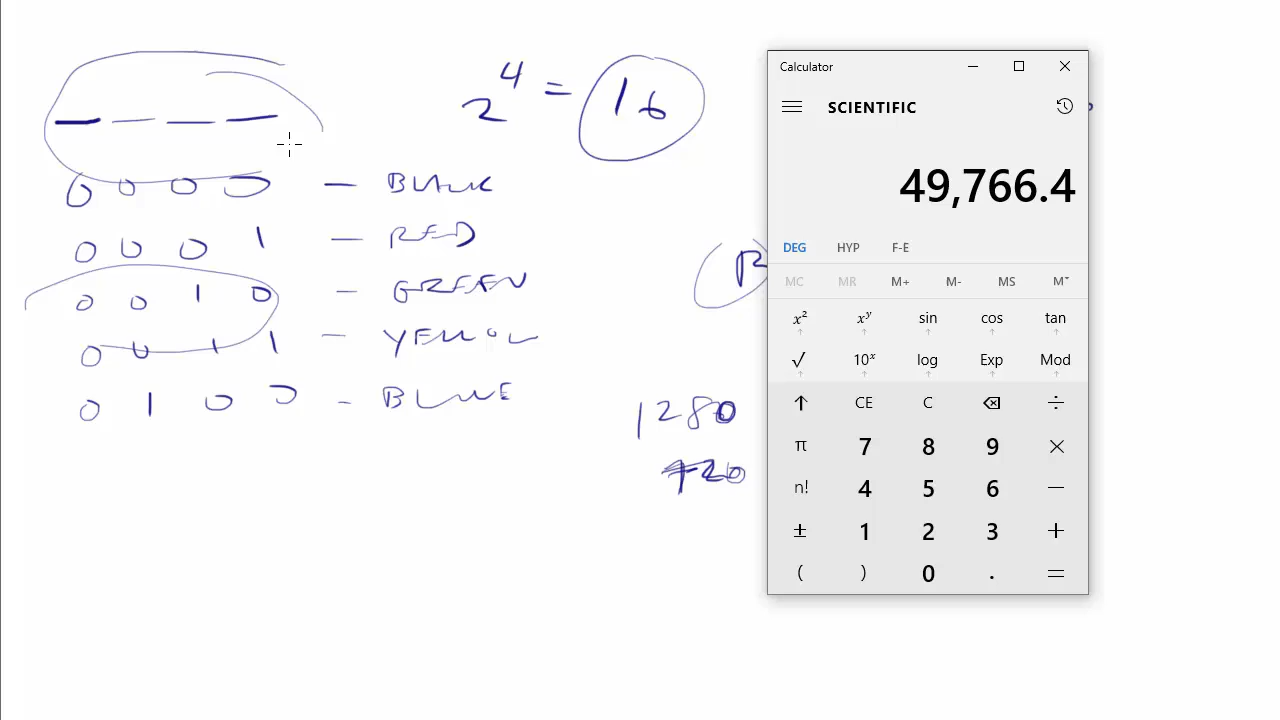 2^4 = 16
0 0 0 0 — BLACK
0 0 0 1 — RED
0 0 1 0 — GREEN
0 0 1 1 — YELLOW
0 1 0 0 - BLUE
1280
720
Calculator
SCIENTIFIC
49,766.4
DEG HYP F-E
MC MR M+ M- MS M˅
x² xʸ sin cos tan
√ 10ˣ log Exp Mod
↑ CE C ⌫ ÷
π 7 8 9 ×
n! 4 5 6 −
± 1 2 3 +
( ) 0 . =